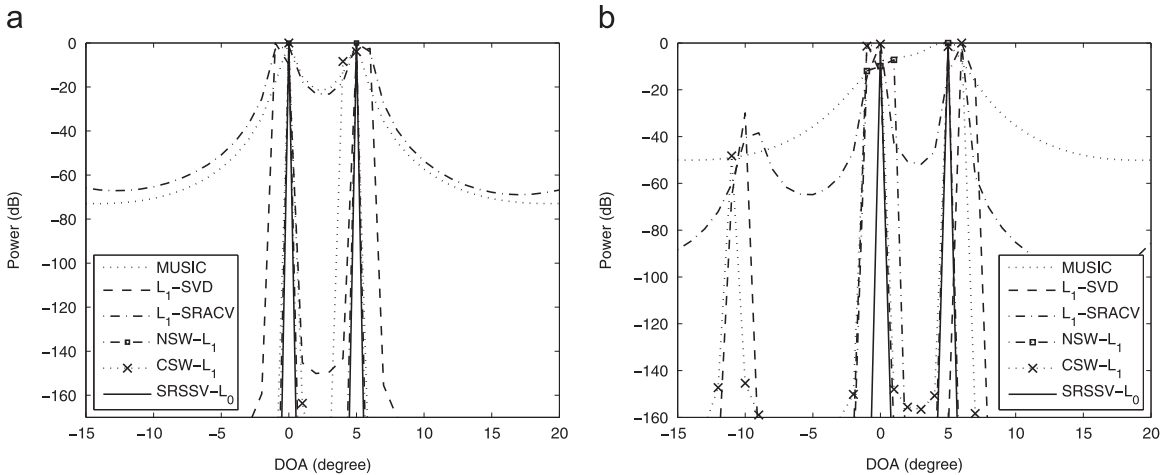 a
0
−20
−40
−60
−80
−100
−120
−140
−160
Power (dB)
−15
−10
−5
0
5
10
15
20
DOA (degree)
MUSIC
L1−SVD
L1−SRACV
NSW−L1
CSW−L1
SRSSV−L0
b
0
−20
−40
−60
−80
−100
−120
−140
−160
Power (dB)
−15
−10
−5
0
5
10
15
20
DOA (degree)
MUSIC
L1−SVD
L1−SRACV
NSW−L1
CSW−L1
SRSSV−L0